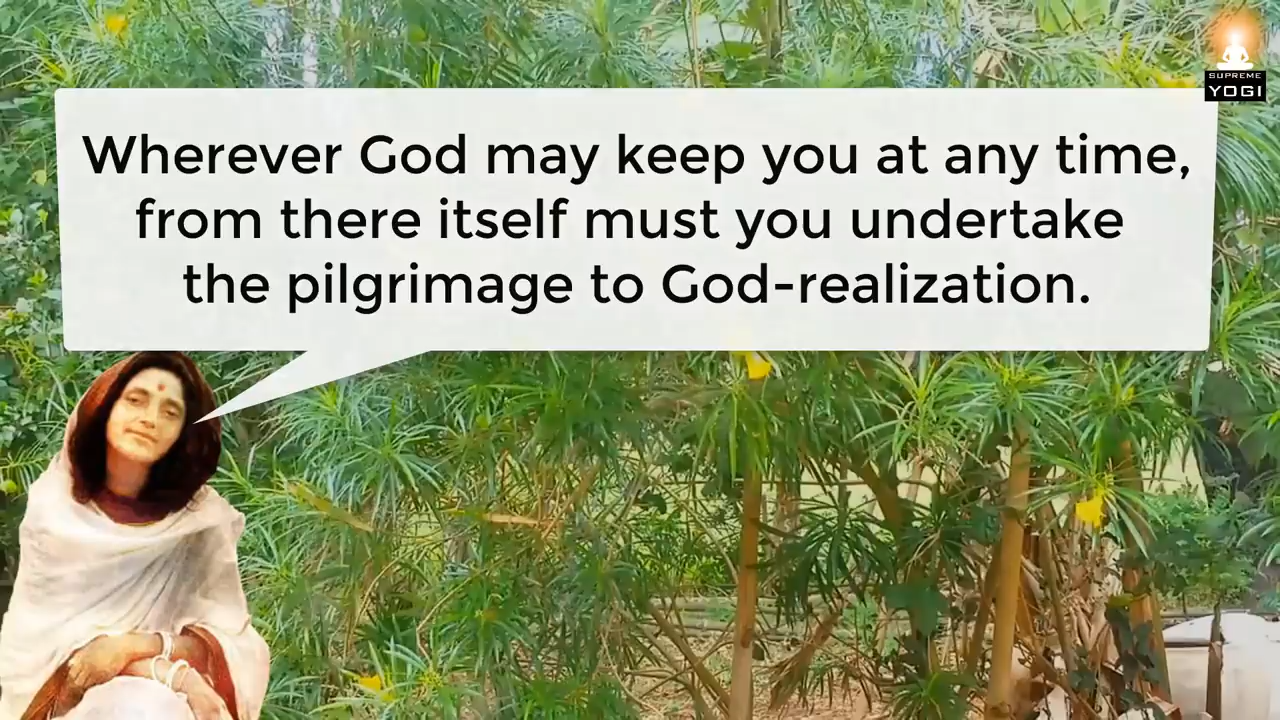 SUPREME
YOGI
Wherever God may keep you at any time,
from there itself must you undertake
the pilgrimage to God-realization.